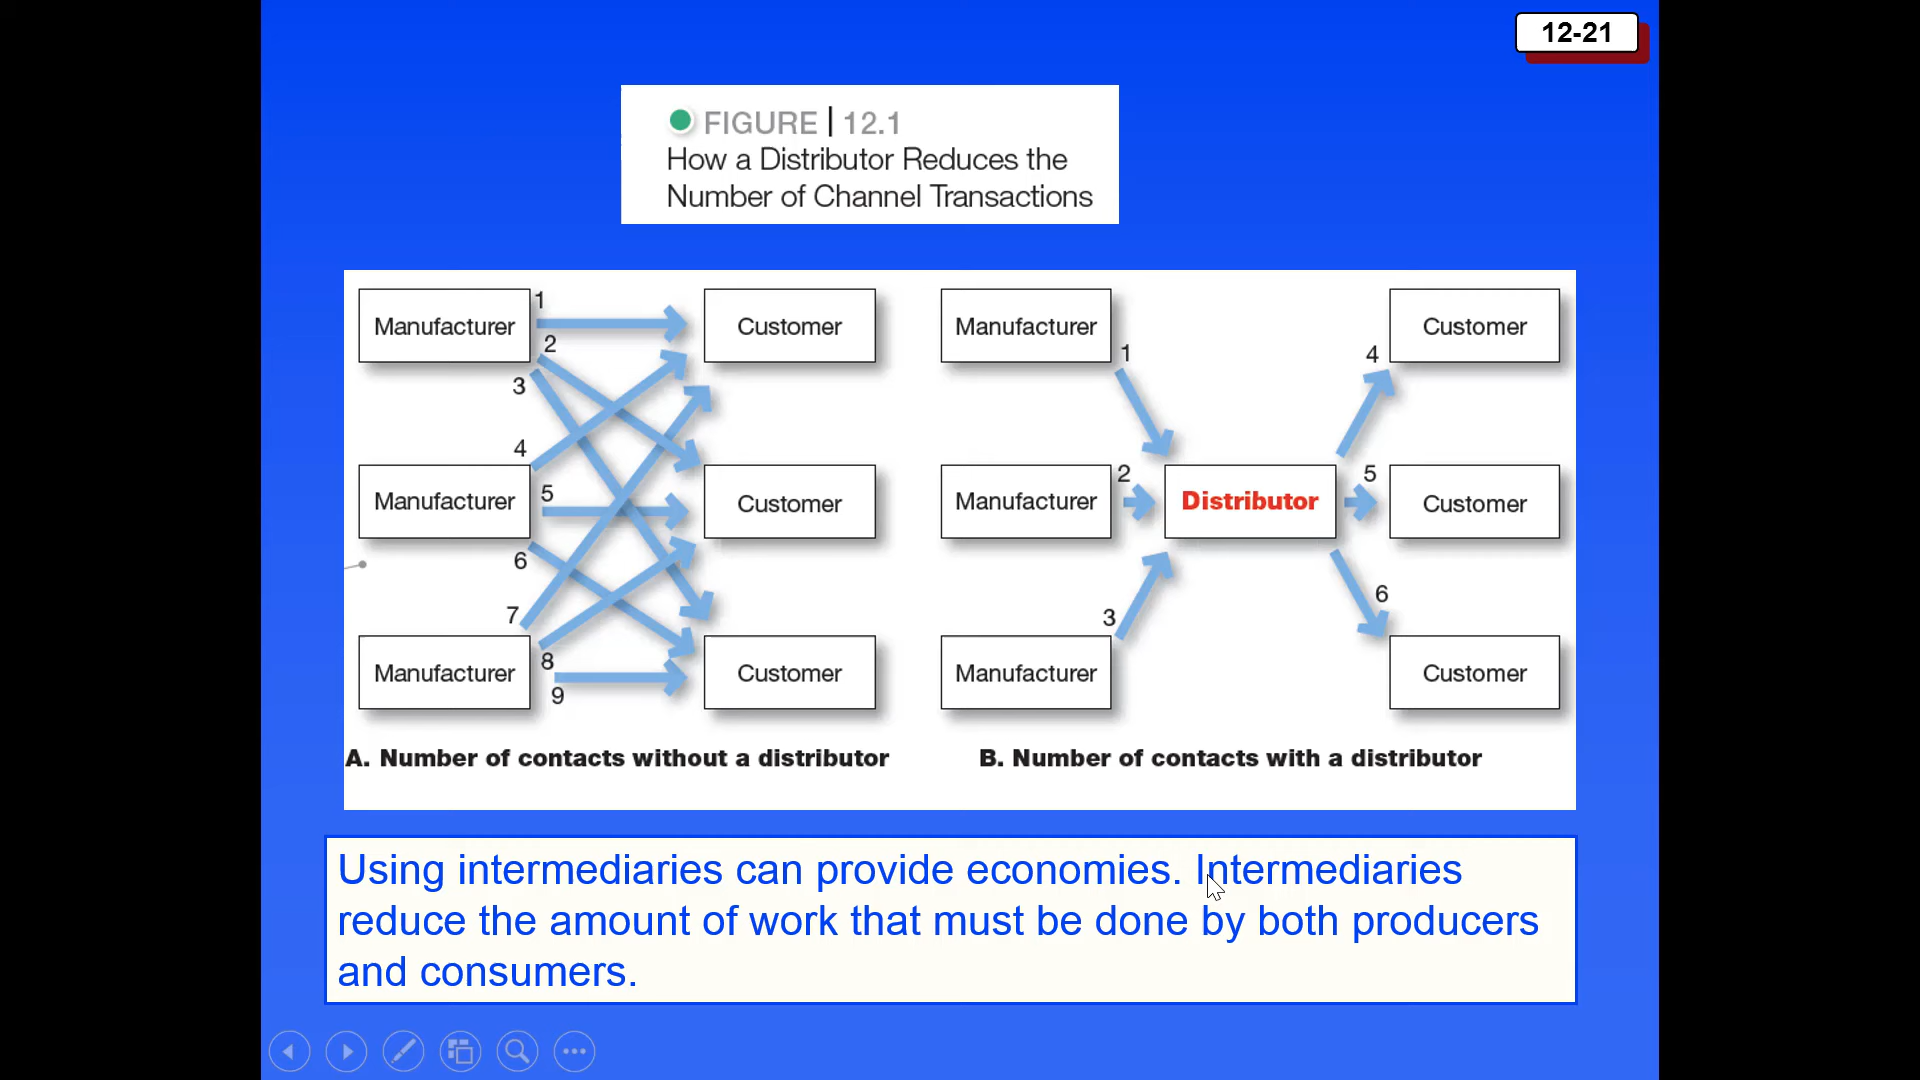 12-21
FIGURE | 12.1
How a Distributor Reduces the
Number of Channel Transactions
Manufacturer
1
2
3
Customer
Manufacturer
4
5
6
Customer
Manufacturer
7
8
9
Customer
A. Number of contacts without a distributor
Manufacturer
1
Manufacturer
2
Manufacturer
3
Distributor
4
Customer
5
Customer
6
Customer
B. Number of contacts with a distributor
Using intermediaries can provide economies. Intermediaries
reduce the amount of work that must be done by both producers
and consumers.